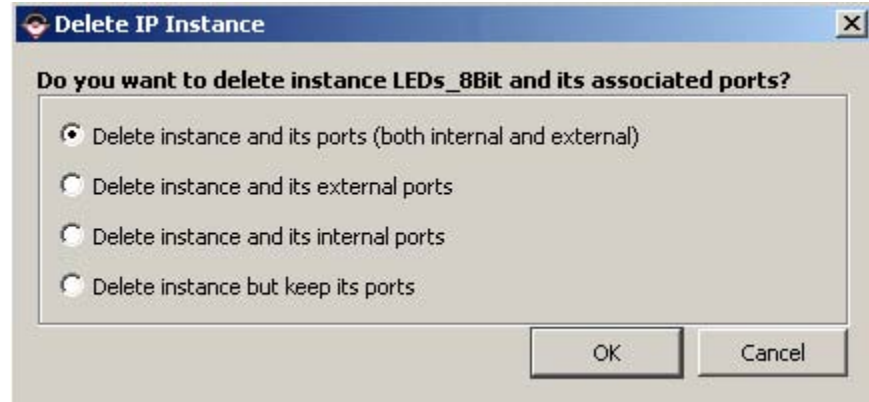 Delete IP Instance
Do you want to delete instance LEDs_8Bit and its associated ports?
Delete instance and its ports (both internal and external)
Delete instance and its external ports
Delete instance and its internal ports
Delete instance but keep its ports
OK Cancel